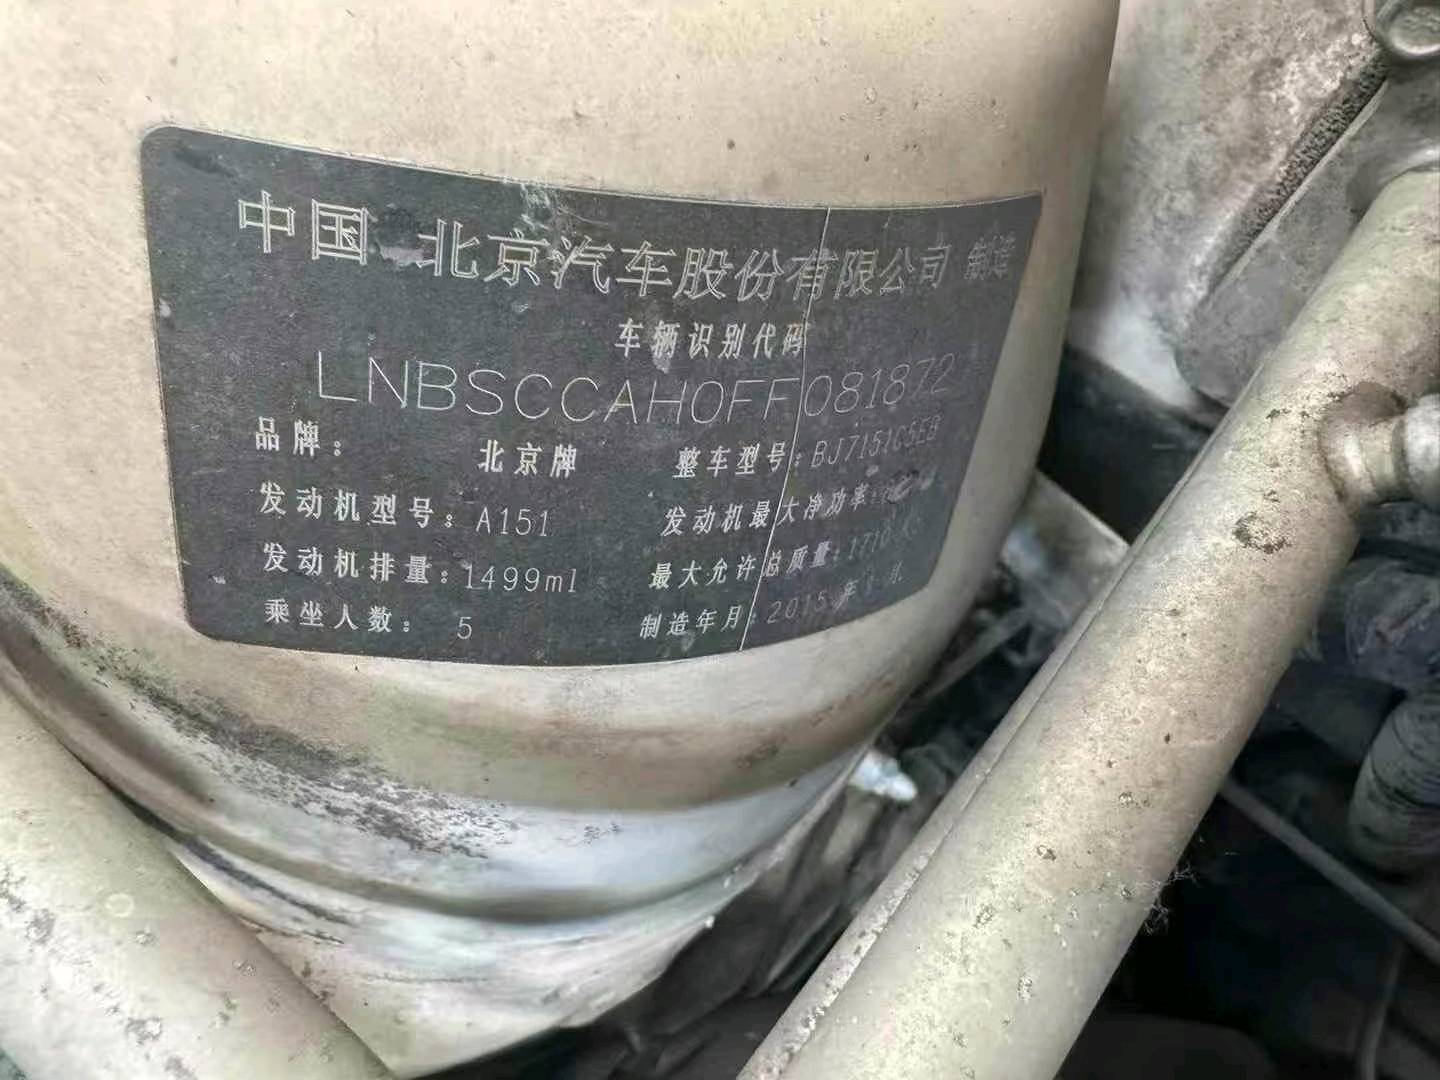 中国 北京汽车股份有限公司 制造
车辆识别代码
LNBSCCAH0FF081872
品牌： 北京牌 整车型号：BJ7151C5EB
发动机型号：A151 发动机最大净功率：
发动机排量：1499ml 最大允许总质量：1710
乘坐人数： 5 制造年月：2015 年 月